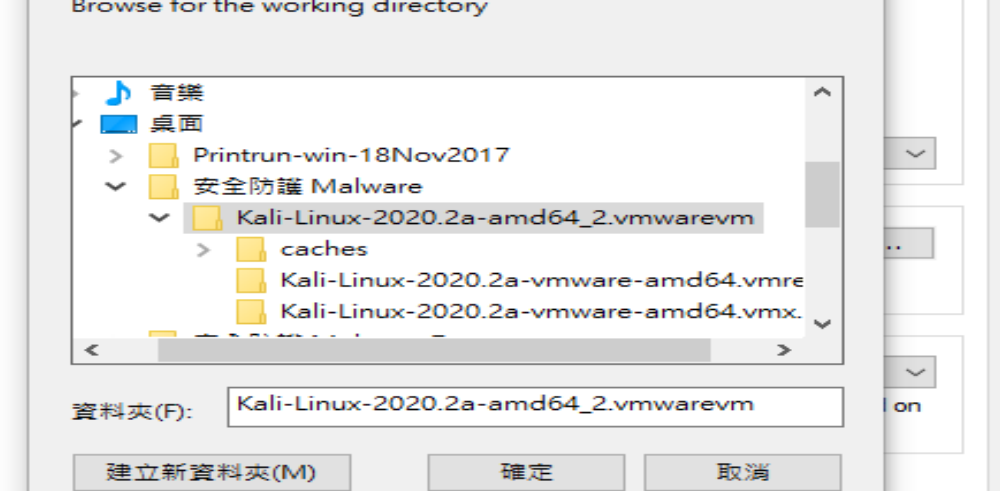 Browse for the working directory
音樂
桌面
Printrun-win-18Nov2017
安全防護 Malware
Kali-Linux-2020.2a-amd64_2.vmwarevm
caches
Kali-Linux-2020.2a-vmware-amd64.vmre
Kali-Linux-2020.2a-vmware-amd64.vmx.
..
資料夾(F):
Kali-Linux-2020.2a-amd64_2.vmwarevm
on
建立新資料夾(M)
確定
取消